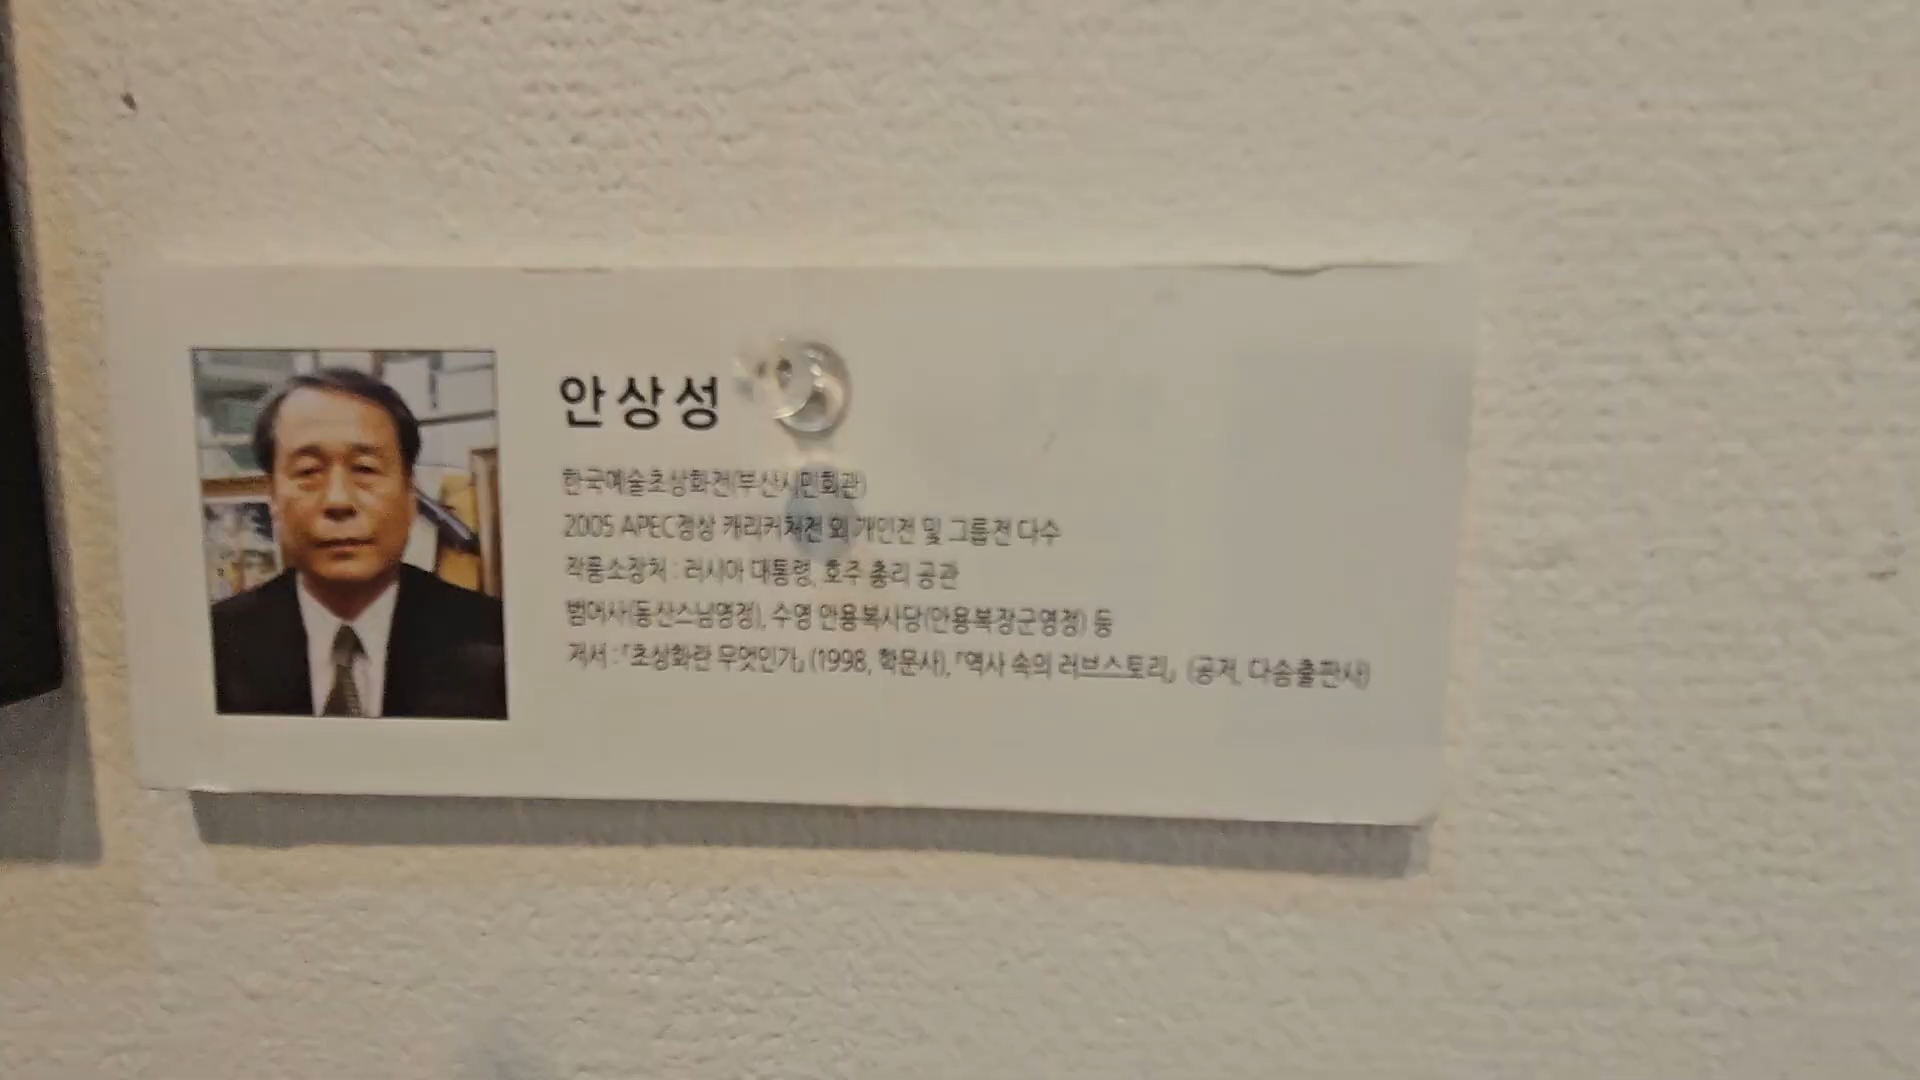 안상성
한국예술초상화전(부산시민회관)
2005 APEC정상 캐리커처전 외 개인전 및 그룹전 다수
작품소장처 : 러시아 대통령, 호주 총리 공관
범어사(동산스님영정), 수영 안용복사당(안용복장군영정) 등
저서 : 『초상화란 무엇인가』 (1998, 학문사), 『역사 속의 러브스토리』 (공저, 다송출판사)